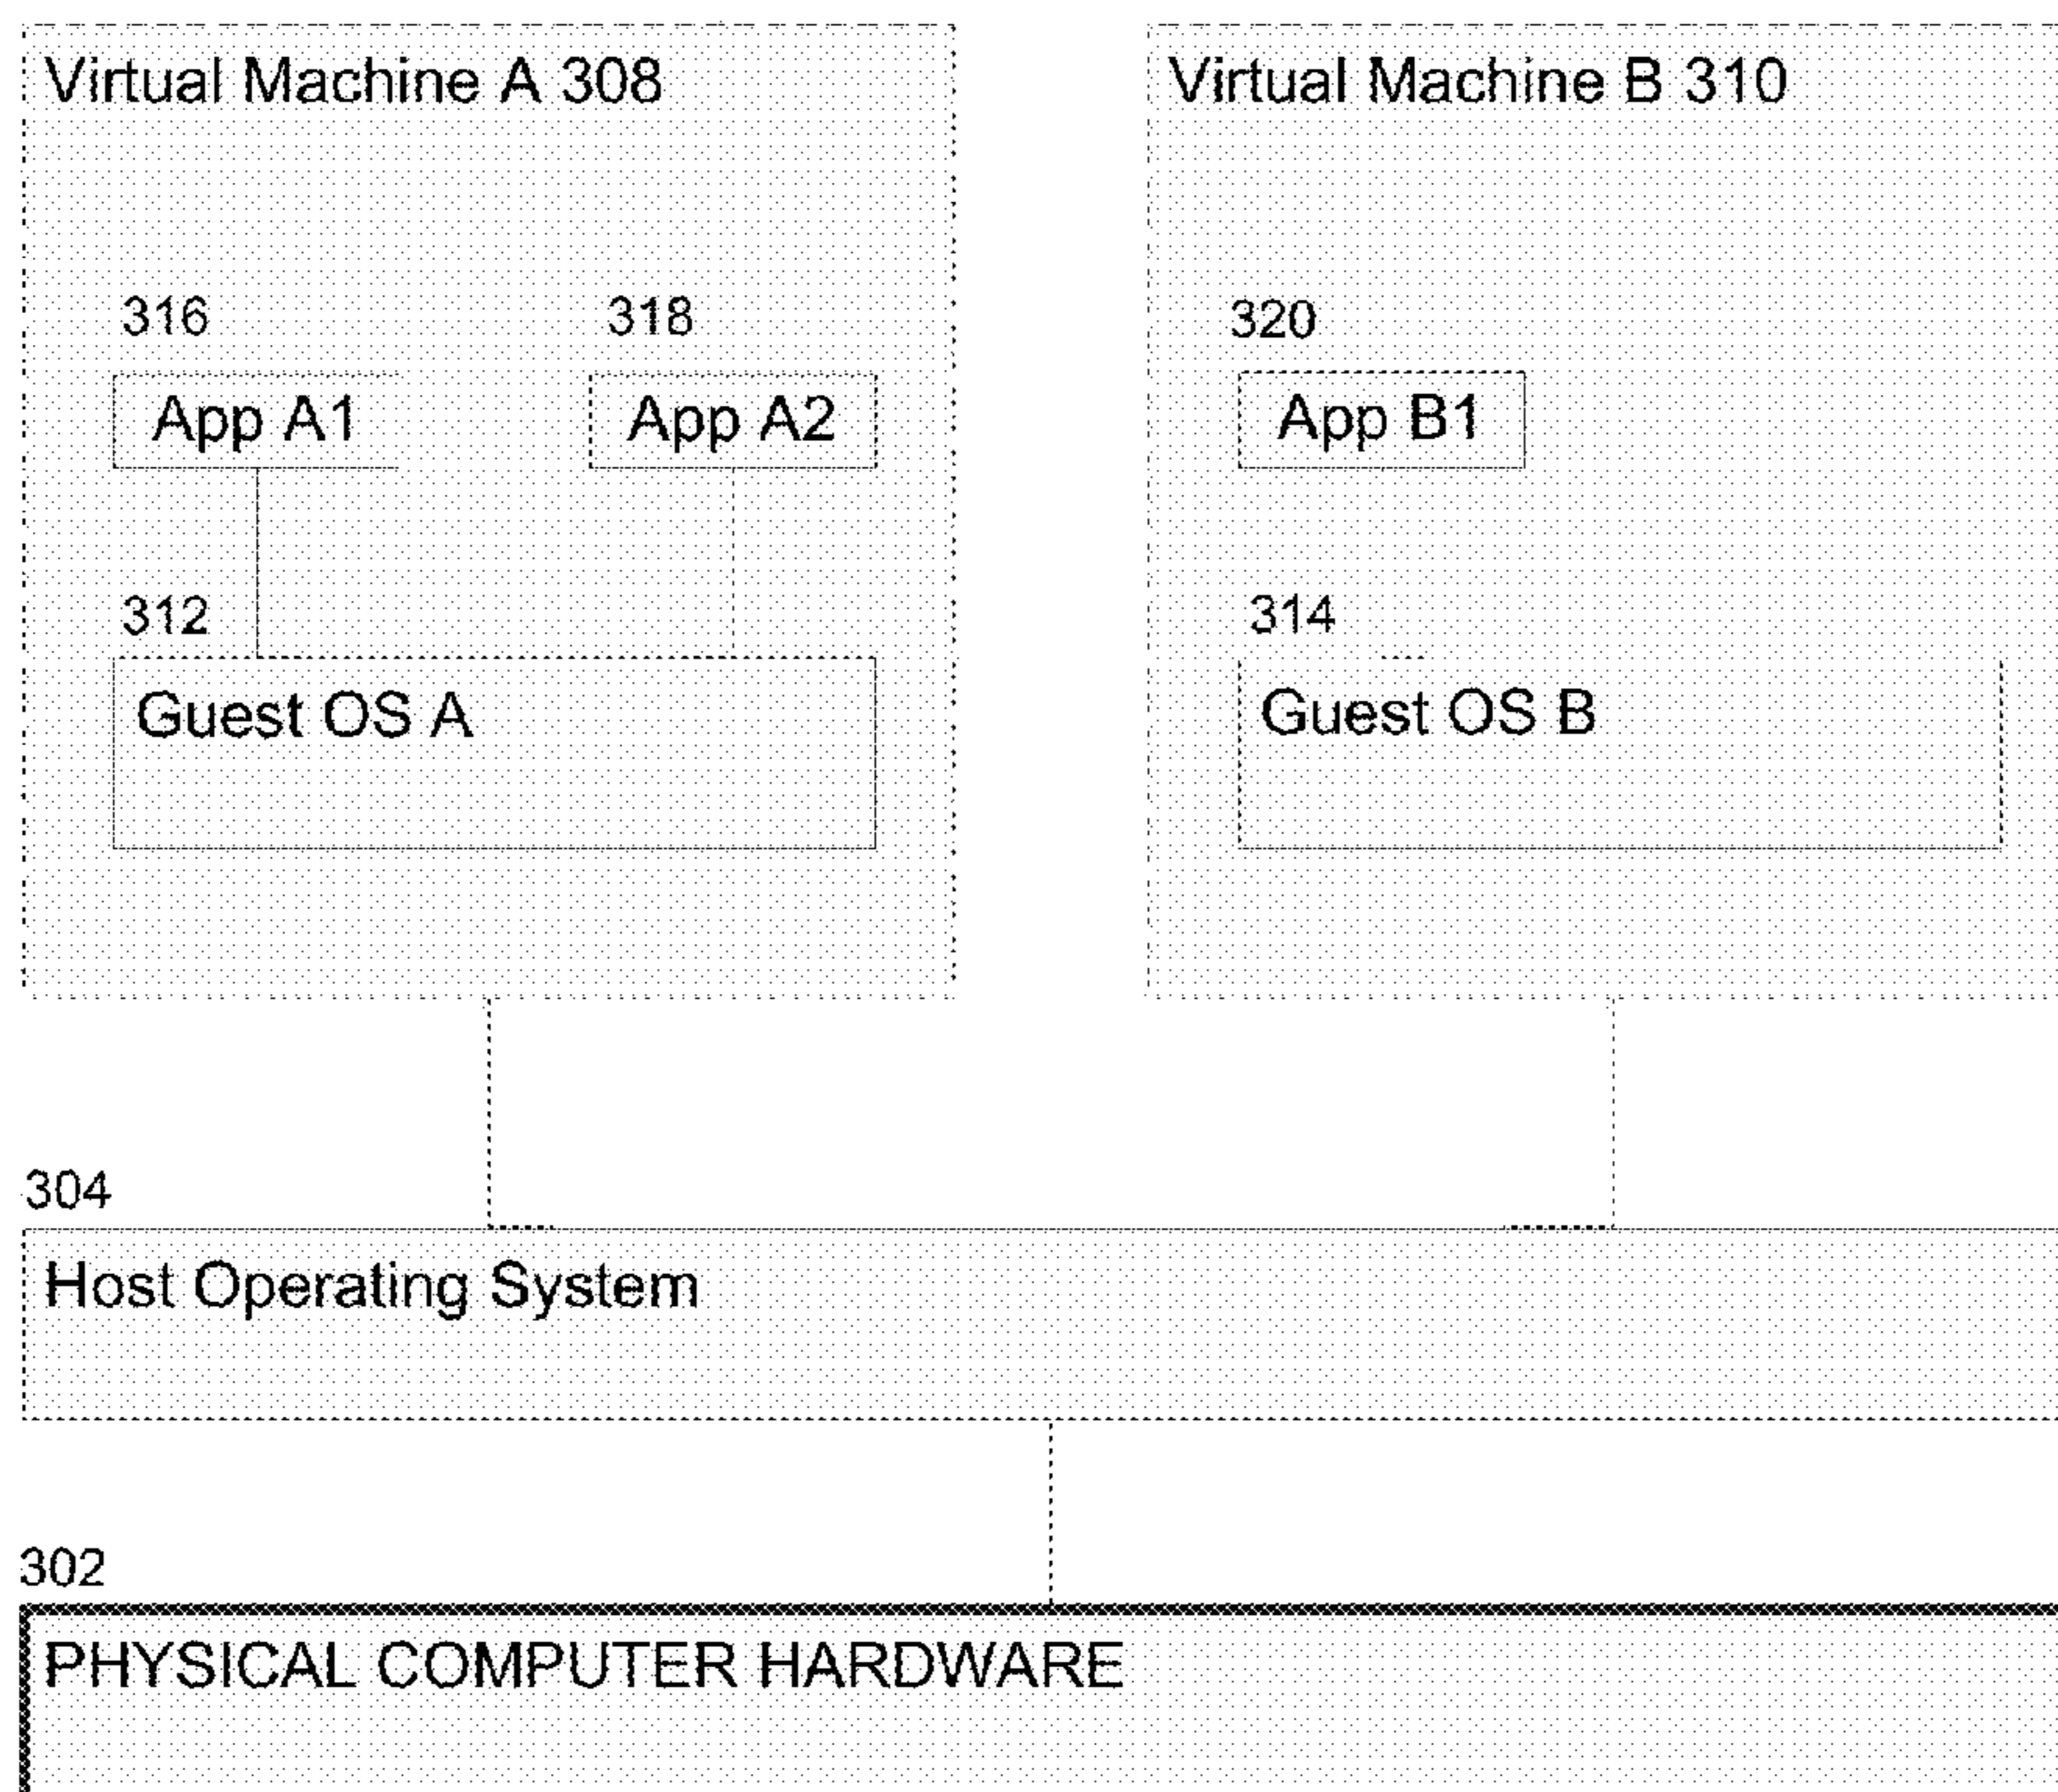 Virtual Machine A 308
Virtual Machine B 310
316
318
320
App A1
App A2
App B1
312
314
Guest OS A
Guest OS B
304
Host Operating System
302
PHYSICAL COMPUTER HARDWARE